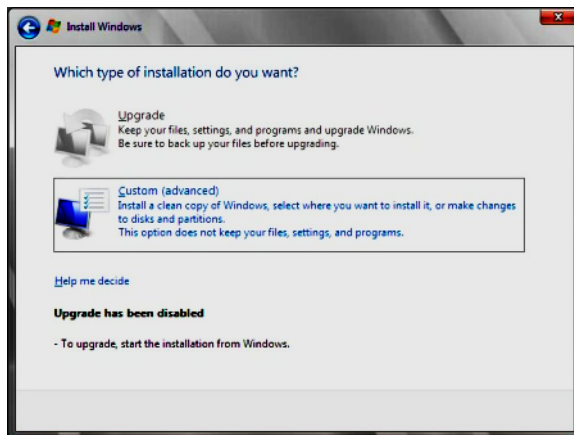 Install Windows
Which type of installation do you want?
Upgrade
Keep your files, settings, and programs and upgrade Windows.
Be sure to back up your files before upgrading.
Custom (advanced)
Install a clean copy of Windows, select where you want to install it, or make changes
to disks and partitions.
This option does not keep your files, settings, and programs.
Help me decide
Upgrade has been disabled
- To upgrade, start the installation from Windows.